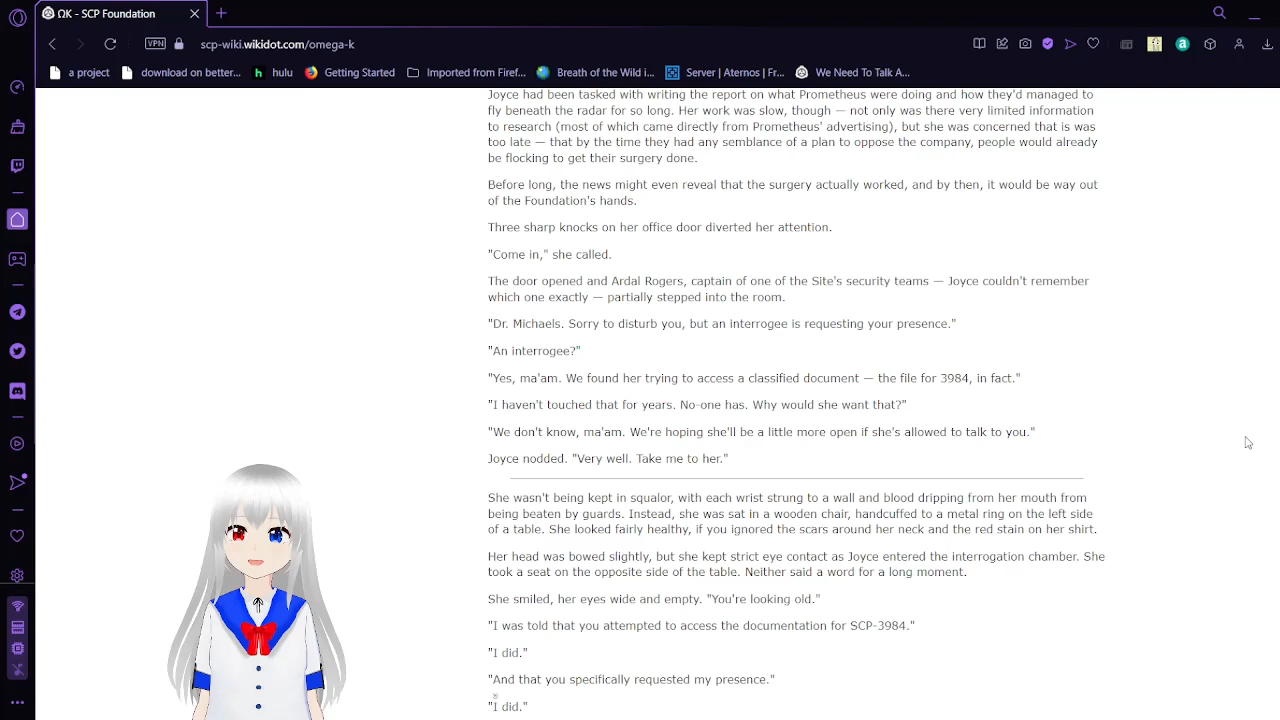 ΩK - SCP Foundation
VPN
scp-wiki.wikidot.com/omega-k
a project
download on better...
hulu
Getting Started
Imported from Firef...
Breath of the Wild i...
Server | Aternos | Fr...
We Need To Talk A...
Joyce had been tasked with writing the report on what Prometheus were doing and how they'd managed to
fly beneath the radar for so long. Her work was slow, though — not only was there very limited information
to research (most of which came directly from Prometheus' advertising), but she was concerned that is was
too late — that by the time they had any semblance of a plan to oppose the company, people would already
be flocking to get their surgery done.
Before long, the news might even reveal that the surgery actually worked, and by then, it would be way out
of the Foundation's hands.
Three sharp knocks on her office door diverted her attention.
"Come in," she called.
The door opened and Ardal Rogers, captain of one of the Site's security teams — Joyce couldn't remember
which one exactly — partially stepped into the room.
"Dr. Michaels. Sorry to disturb you, but an interrogee is requesting your presence."
"An interrogee?"
"Yes, ma'am. We found her trying to access a classified document — the file for 3984, in fact."
"I haven't touched that for years. No-one has. Why would she want that?"
"We don't know, ma'am. We're hoping she'll be a little more open if she's allowed to talk to you."
Joyce nodded. "Very well. Take me to her."
She wasn't being kept in squalor, with each wrist strung to a wall and blood dripping from her mouth from
being beaten by guards. Instead, she was sat in a wooden chair, handcuffed to a metal ring on the left side
of a table. She looked fairly healthy, if you ignored the scars around her neck and the red stain on her shirt.
Her head was bowed slightly, but she kept strict eye contact as Joyce entered the interrogation chamber. She
took a seat on the opposite side of the table. Neither said a word for a long moment.
She smiled, her eyes wide and empty. "You're looking old."
"I was told that you attempted to access the documentation for SCP-3984."
"I did."
"And that you specifically requested my presence."
"I did."